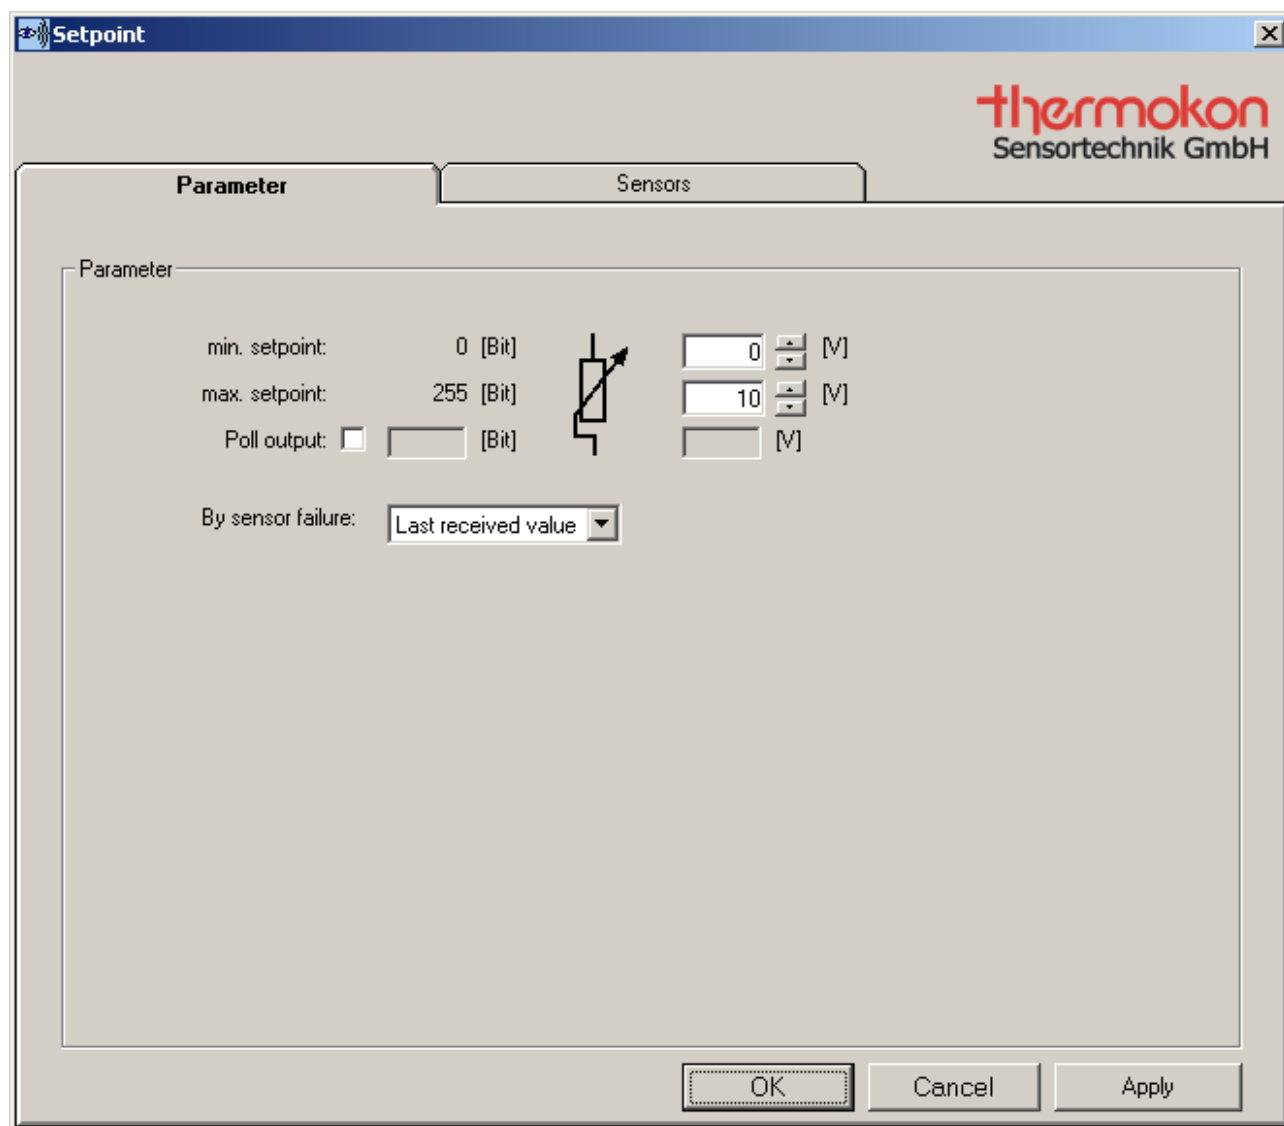 Setpoint
thermokon
Sensortechnik GmbH
Parameter Sensors
Parameter
min. setpoint: 0 [Bit] 0 [V]
max. setpoint: 255 [Bit] 10 [V]
Poll output: [Bit] [V]
By sensor failure: Last received value
OK Cancel Apply